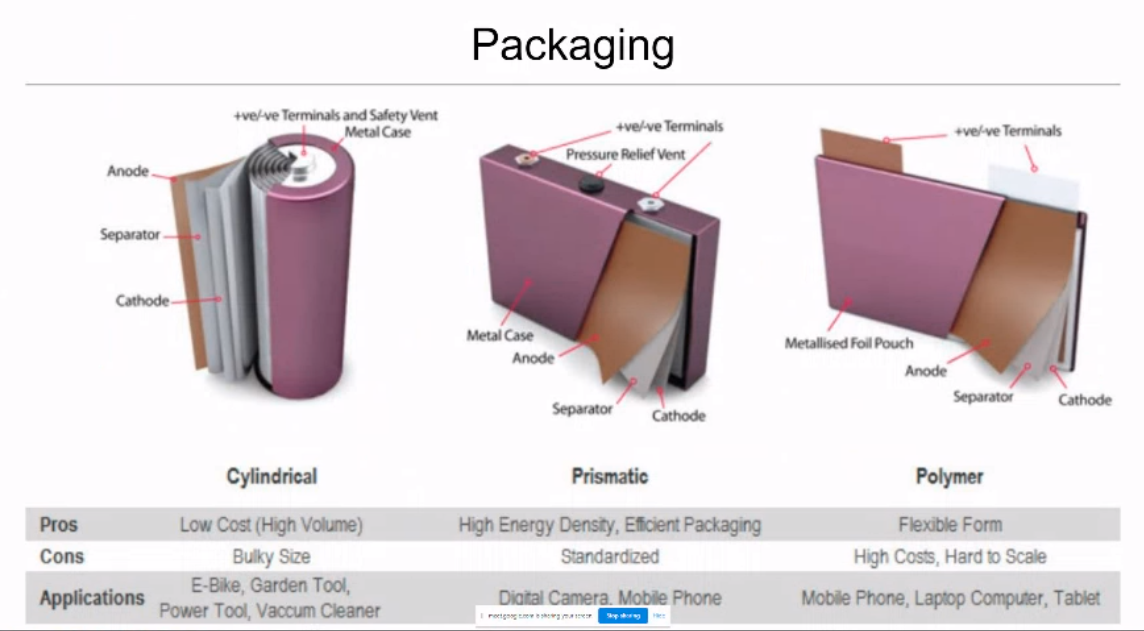 Packaging
+ve/-ve Terminals and Safety Vent
Metal Case
Anode
Separator
Cathode
+ve/-ve Terminals
Pressure Relief Vent
Metal Case
Anode
Separator
Cathode
+ve/-ve Terminals
Metallised Foil Pouch
Anode
Separator
Cathode
Cylindrical Prismatic Polymer
Pros Low Cost (High Volume) High Energy Density, Efficient Packaging Flexible Form
Cons Bulky Size Standardized High Costs, Hard to Scale
Applications E-Bike, Garden Tool,
Power Tool, Vaccum Cleaner Digital Camera, Mobile Phone Mobile Phone, Laptop Computer, Tablet
is sharing your screen Stop sharing Hide